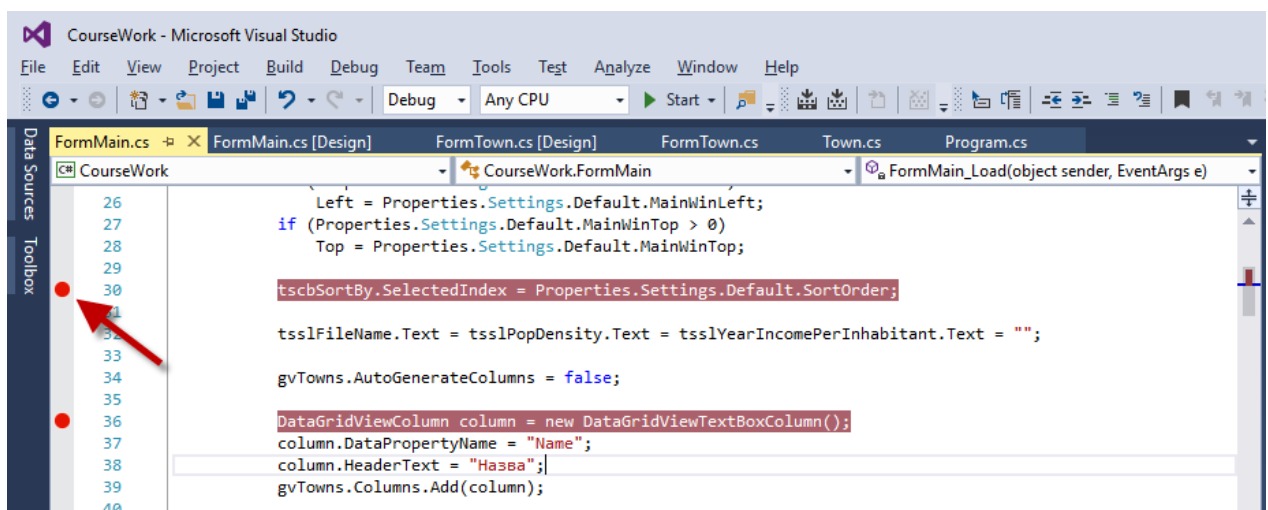 CourseWork - Microsoft Visual Studio
File Edit View Project Build Debug Team Tools Test Analyze Window Help
Debug Any CPU Start
Data Sources
Toolbox
FormMain.cs FormMain.cs [Design] FormTown.cs [Design] FormTown.cs Town.cs Program.cs
C# CourseWork CourseWork.FormMain FormMain_Load(object sender, EventArgs e)
26 Left = Properties.Settings.Default.MainWinLeft;
27 if (Properties.Settings.Default.MainWinTop > 0)
28 Top = Properties.Settings.Default.MainWinTop;
29
30 tscbSortBy.SelectedIndex = Properties.Settings.Default.SortOrder;
31
32 tsslFileName.Text = tsslPopDensity.Text = tsslYearIncomePerInhabitant.Text = "";
33
34 gvTowns.AutoGenerateColumns = false;
35
36 DataGridViewColumn column = new DataGridViewTextBoxColumn();
37 column.DataPropertyName = "Name";
38 column.HeaderText = "Назва";
39 gvTowns.Columns.Add(column);
40